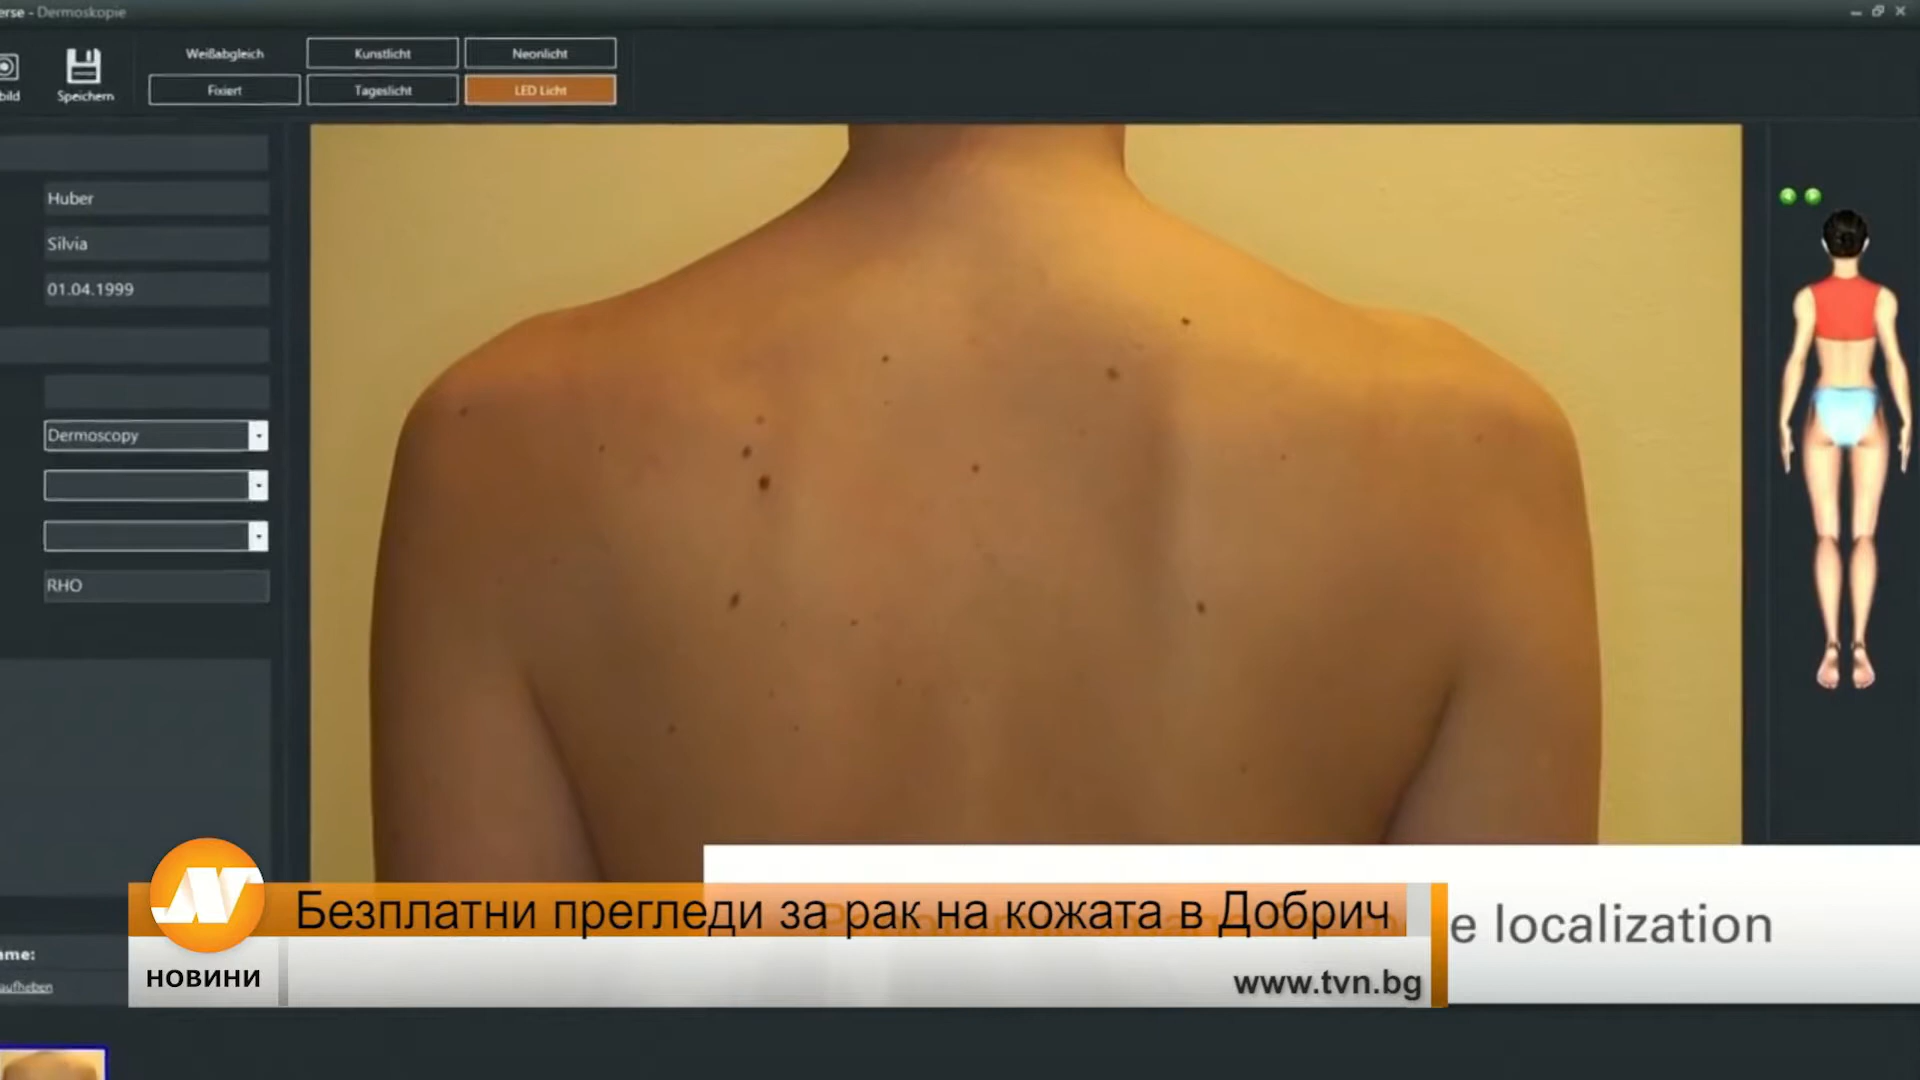 erse - Dermoskopie
bild
Speichern
Weißabgleich
Kunstlicht
Neonlicht
Fixiert
Tageslicht
LED Licht
Huber
Silvia
01.04.1999
Dermoscopy
RHO
Безплатни прегледи за рак на кожата в Добрич
e localization
ame:
aufheben
НОВИНИ
www.tvn.bg